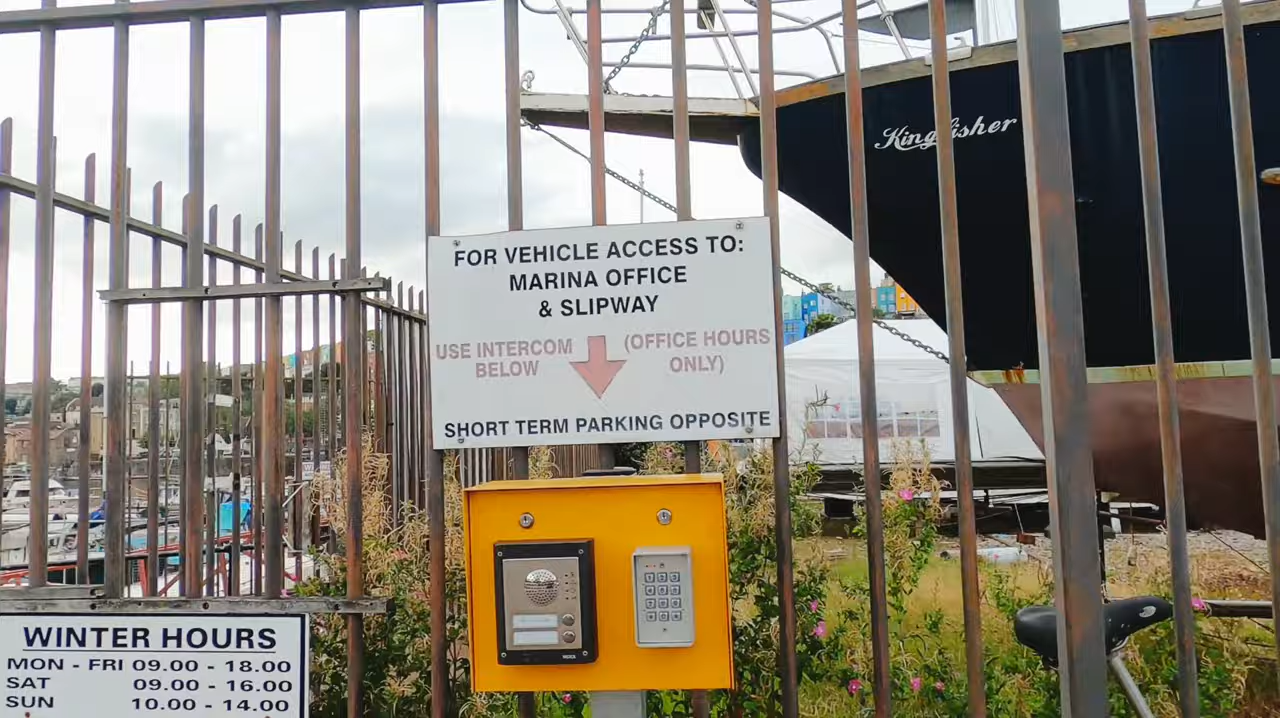 Kingfisher
FOR VEHICLE ACCESS TO:
MARINA OFFICE
& SLIPWAY
USE INTERCOM
BELOW
(OFFICE HOURS
ONLY)
SHORT TERM PARKING OPPOSITE
WINTER HOURS
MON - FRI 09.00 - 18.00
SAT 09.00 - 16.00
SUN 10.00 - 14.00